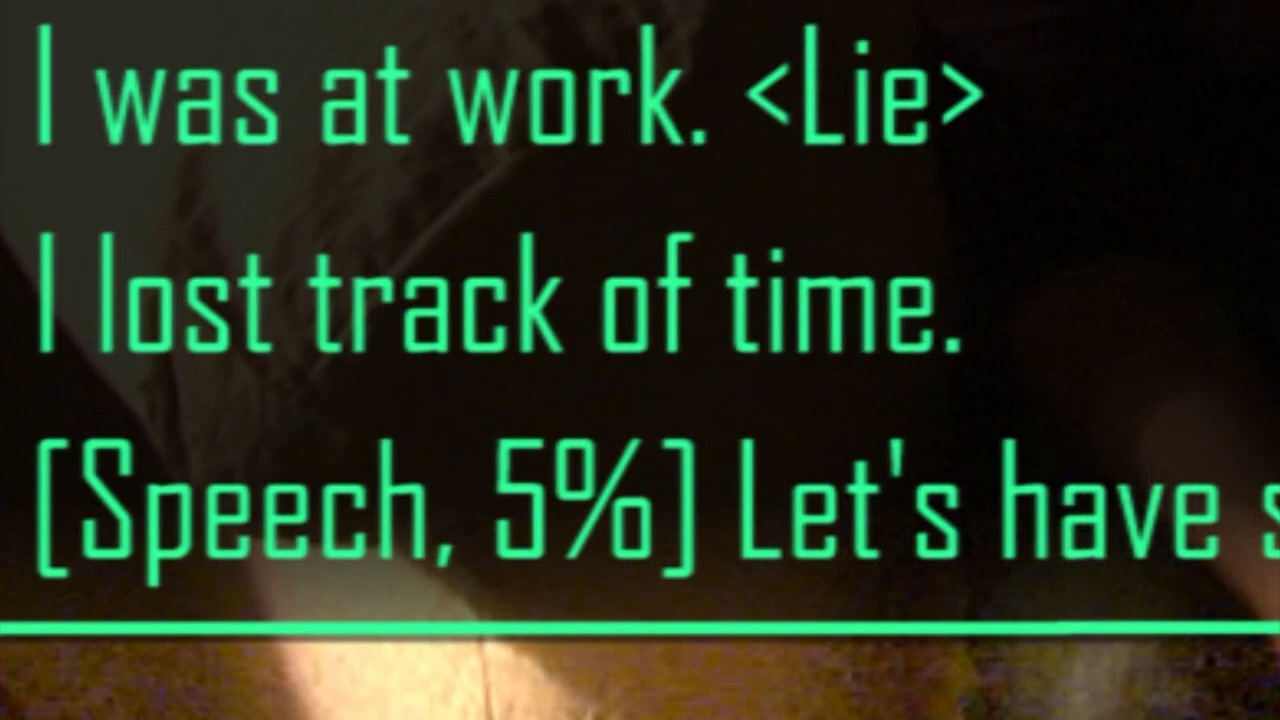 I was at work. <Lie>
I lost track of time.
[Speech, 5%] Let's have